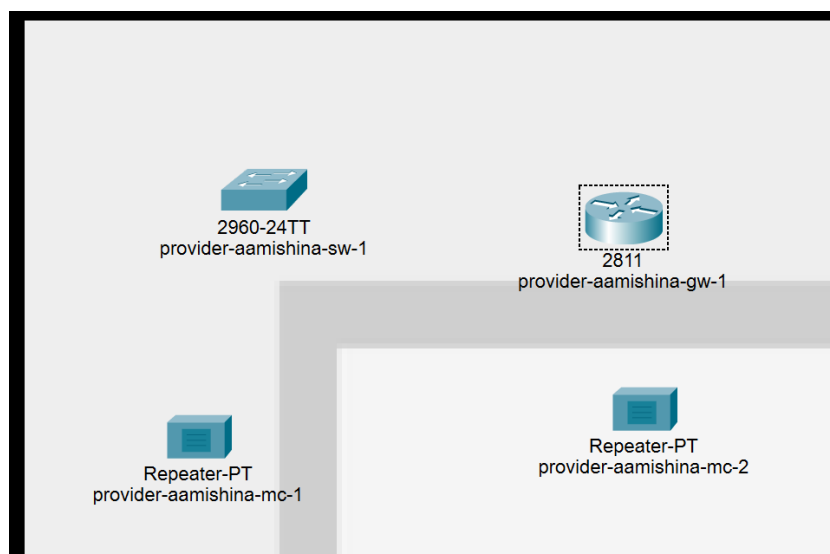 2960-24TT
provider-aamishina-sw-1
2811
provider-aamishina-gw-1
Repeater-PT
provider-aamishina-mc-1
Repeater-PT
provider-aamishina-mc-2